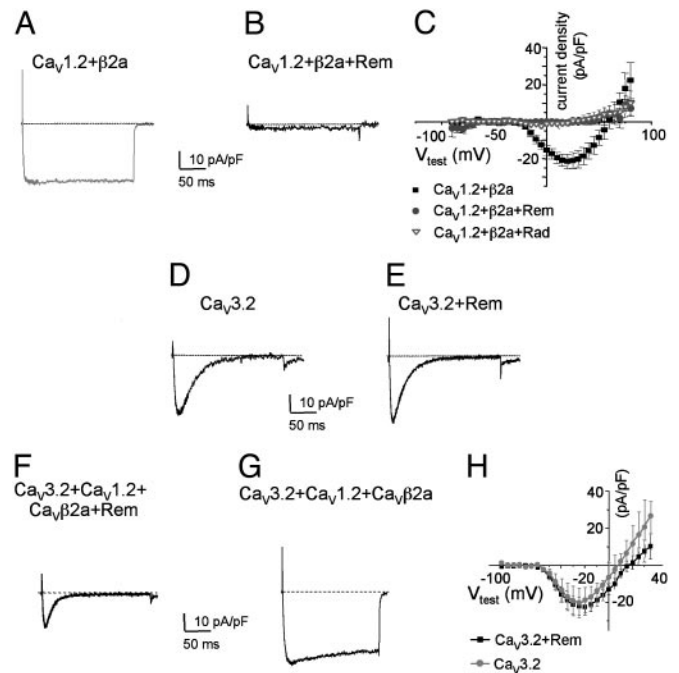 A
Caᵥ1.2+β2a
B
Caᵥ1.2+β2a+Rem
10 pA/pF
50 ms
C
current density
(pA/pF)
40
20
-100
-50
100
Vtest (mV)
-20
Caᵥ1.2+β2a
Caᵥ1.2+β2a+Rem
Caᵥ1.2+β2a+Rad
D
Caᵥ3.2
10 pA/pF
50 ms
E
Caᵥ3.2+Rem
F
Caᵥ3.2+Caᵥ1.2+
Caᵥβ2a+Rem
10 pA/pF
50 ms
G
Caᵥ3.2+Caᵥ1.2+Caᵥβ2a
H
(pA/pF)
40
20
-100
-20
40
Vtest (mV)
-20
Caᵥ3.2+Rem
Caᵥ3.2